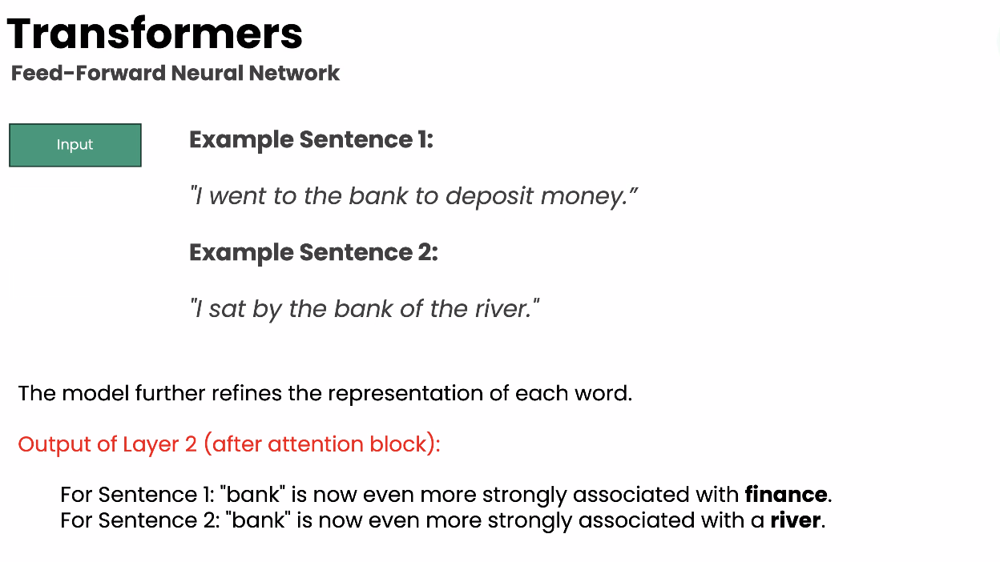 Transformers
Feed-Forward Neural Network
Input
Example Sentence 1:
"I went to the bank to deposit money.”
Example Sentence 2:
"I sat by the bank of the river."
The model further refines the representation of each word.
Output of Layer 2 (after attention block):
For Sentence 1: "bank" is now even more strongly associated with finance.
For Sentence 2: "bank" is now even more strongly associated with a river.